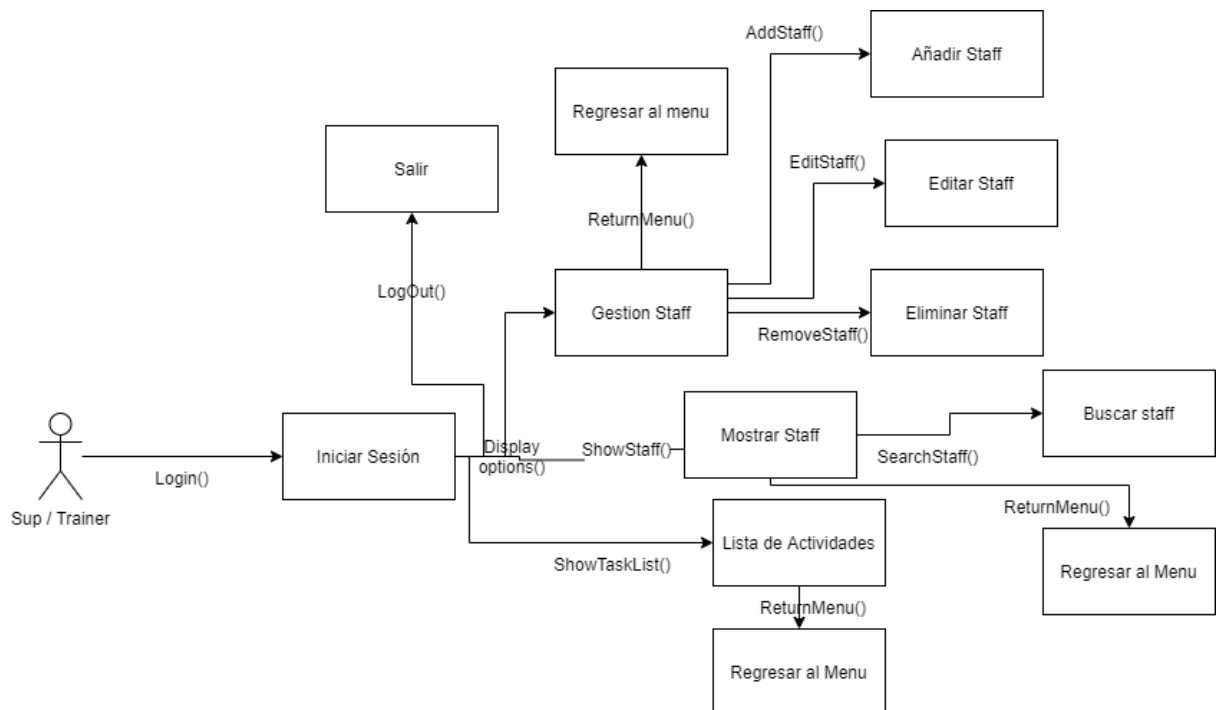 AddStaff()
Añadir Staff
Regresar al menu
Salir
EditStaff()
Editar Staff
ReturnMenu()
LogOut()
Gestion Staff
Eliminar Staff
RemoveStaff()
Buscar staff
Mostrar Staff
Iniciar Sesión
Display
options()
ShowStaff()
SearchStaff()
Login()
Sup / Trainer
ReturnMenu()
Lista de Actividades
ShowTaskList()
Regresar al Menu
ReturnMenu()
Regresar al Menu